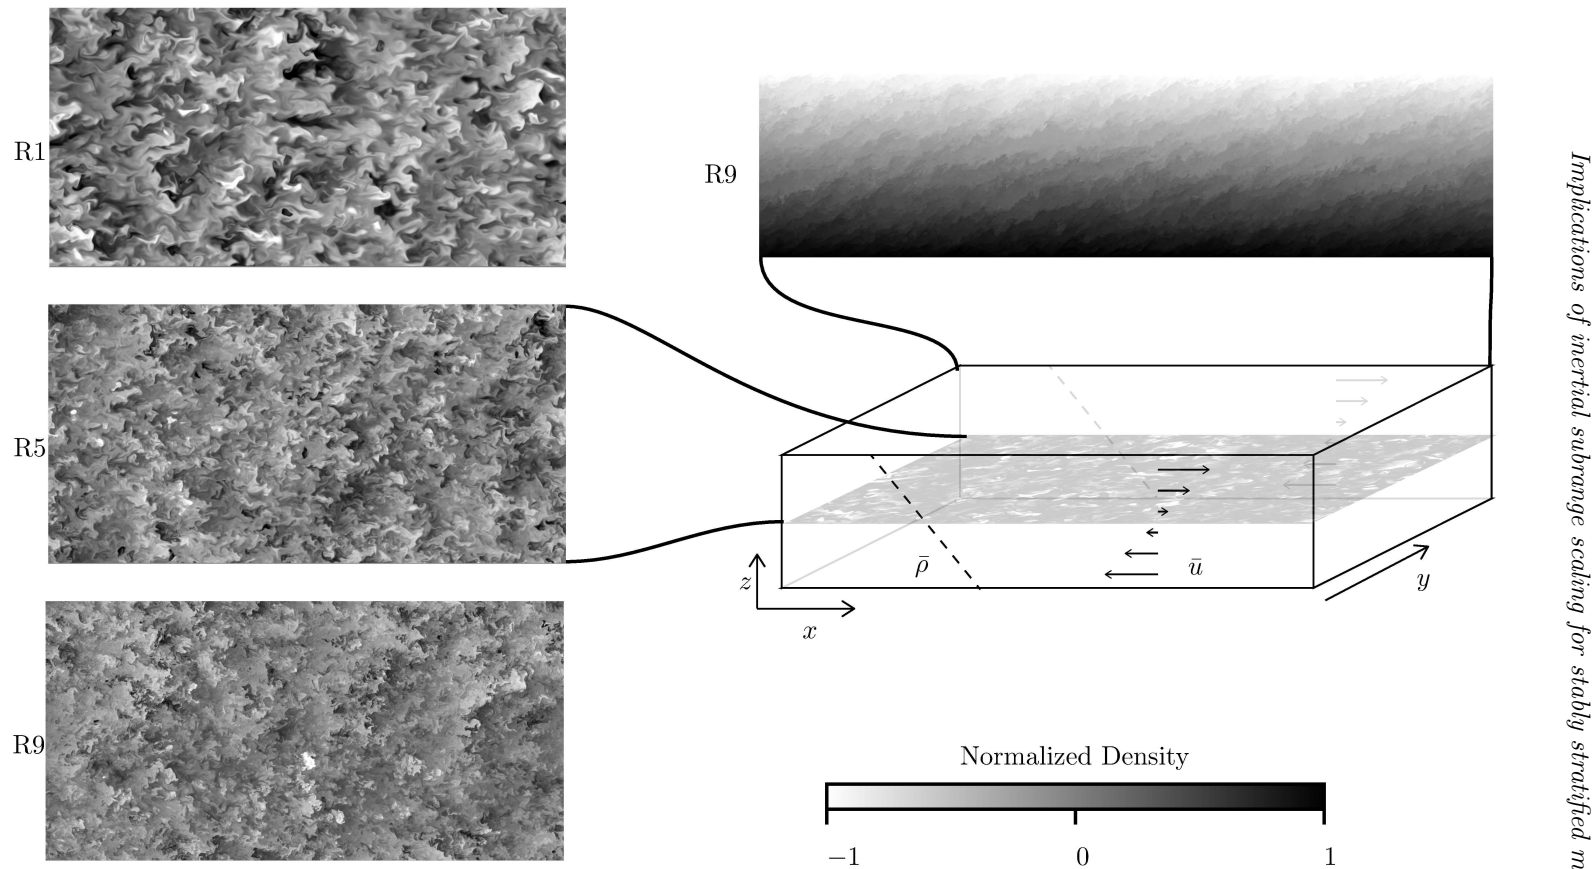 R1
R5
R9
R9
z
x
ρ̄
ū
y
Normalized Density
−1 0 1
Implications of inertial subrange scaling for stably stratified m